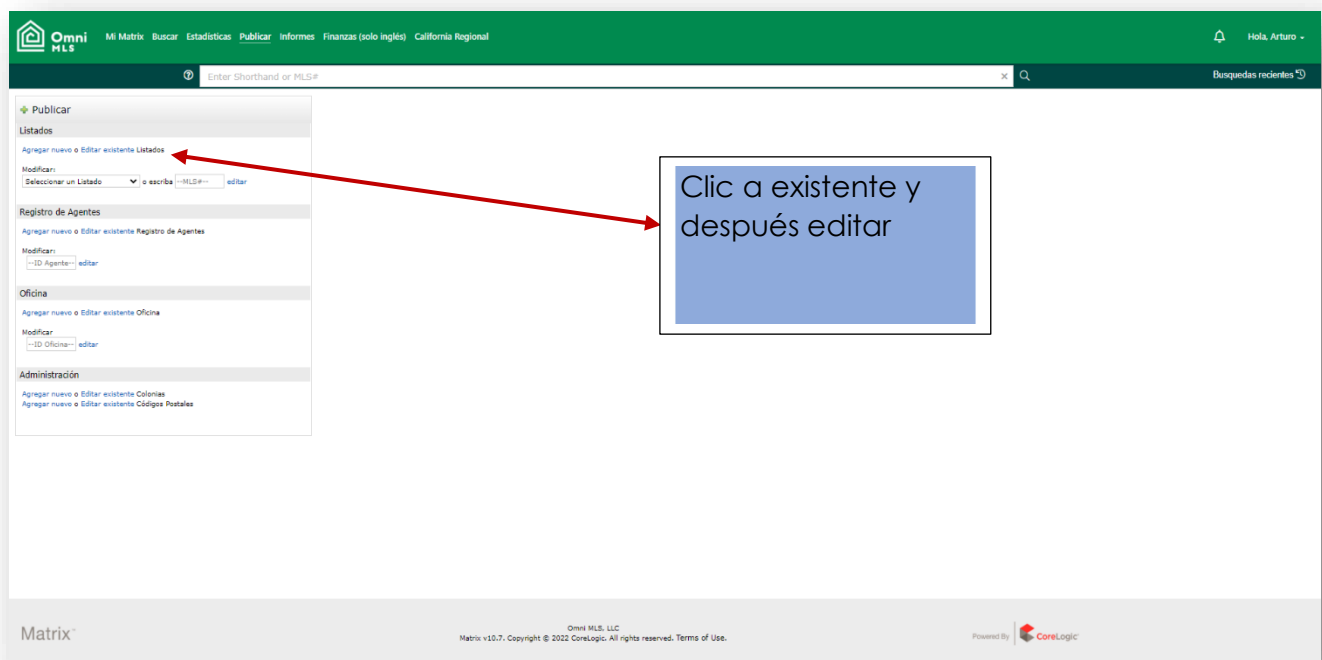 Omni
MLS
Mi Matrix Buscar Estadísticas Publicar Informes Finanzas (solo inglés) California Regional
Hola, Arturo
Enter Shorthand or MLS#
Busquedas recientes
Publicar
Listados
Agregar nuevo o Editar existente Listados
Modificar:
Seleccionar un Listado o escriba --MLS#-- editar
Registro de Agentes
Agregar nuevo o Editar existente Registro de Agentes
Modificar:
--ID Agente-- editar
Oficina
Agregar nuevo o Editar existente Oficina
Modificar
--ID Oficina-- editar
Administración
Agregar nuevo o Editar existente Colonias
Agregar nuevo o Editar existente Códigos Postales
Clic a existente y
después editar
Matrix™
Omni MLS, LLC
Matrix v10.7. Copyright © 2022 CoreLogic. All rights reserved. Terms of Use.
Powered By CoreLogic